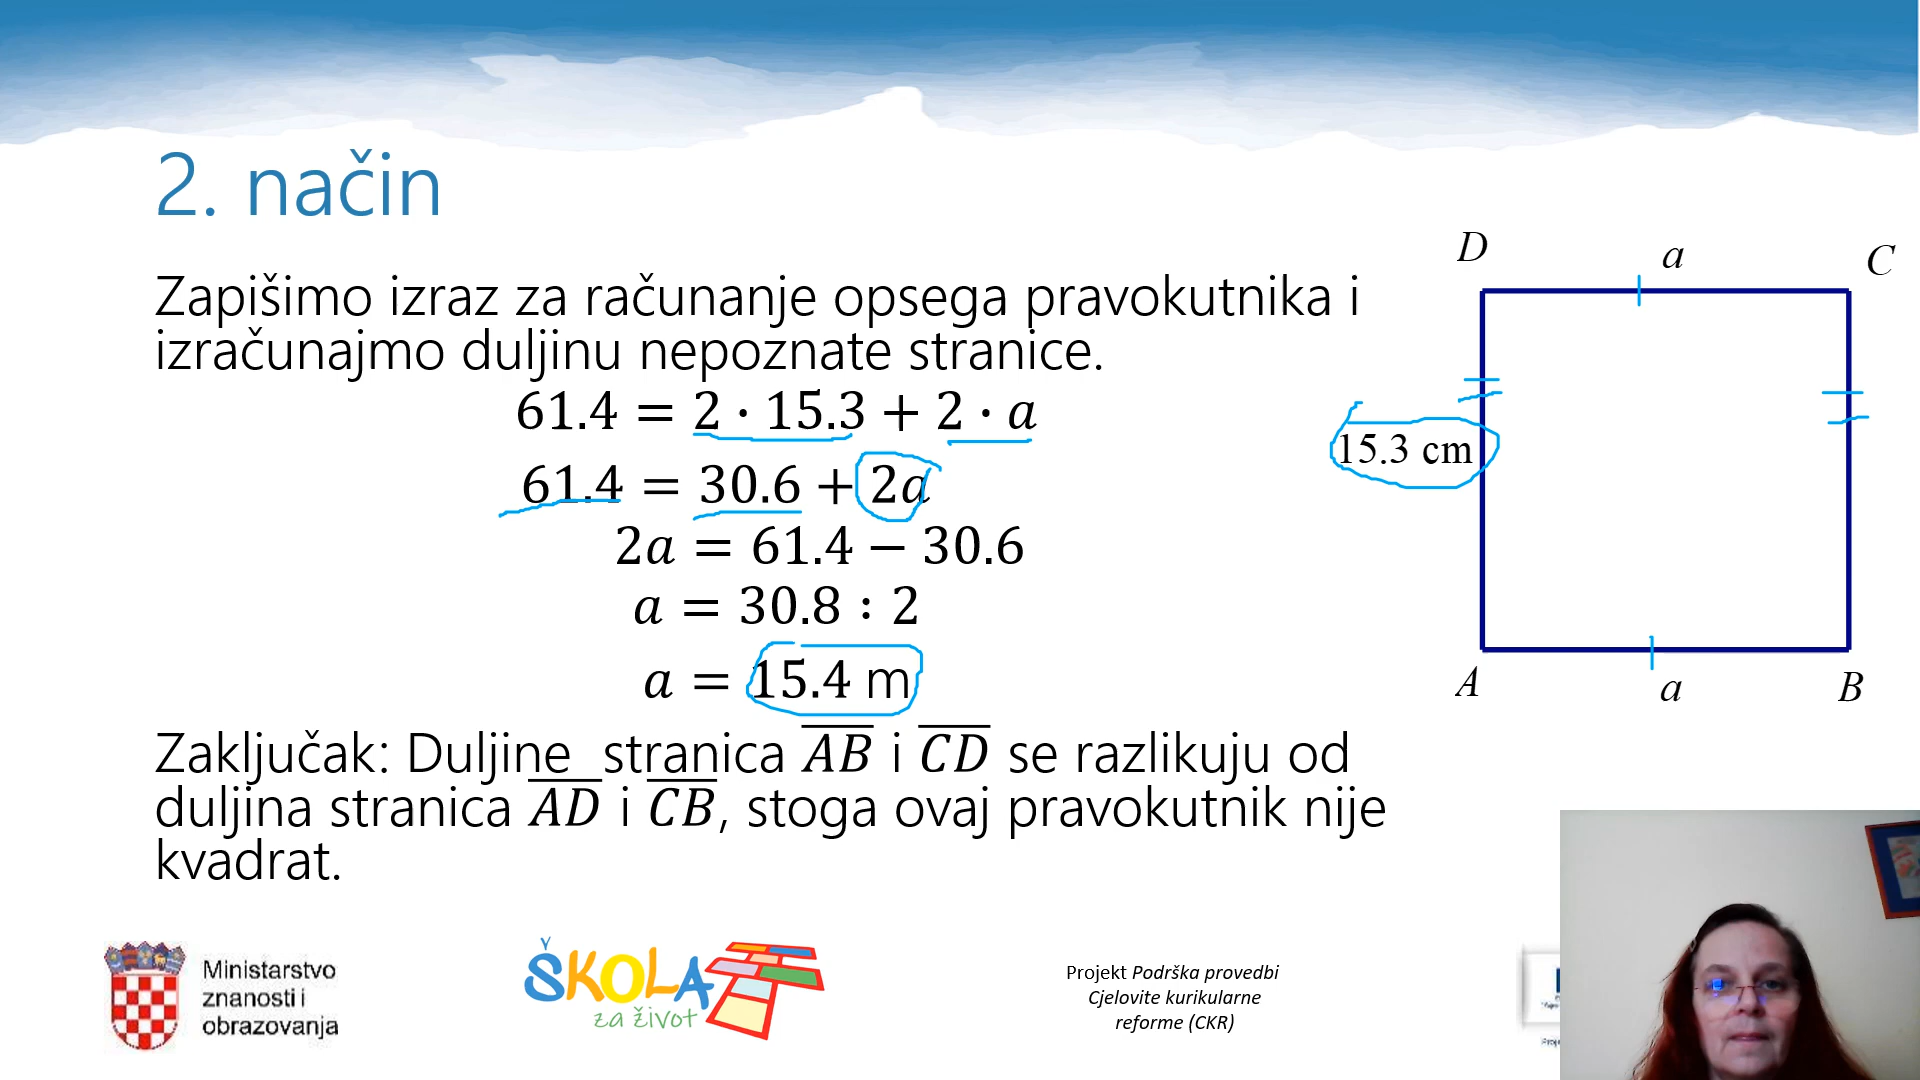 2. način
Zapišimo izraz za računanje opsega pravokutnika i
izračunajmo duljinu nepoznate stranice.
61.4 = 2 · 15.3 + 2 · a
61.4 = 30.6 + 2a
2a = 61.4 − 30.6
a = 30.8 : 2
a = 15.4 m
Zaključak: Duljine stranica AB i CD se razlikuju od
duljina stranica AD i CB, stoga ovaj pravokutnik nije
kvadrat.
D
a
C
15.3 cm
A
a
B
Ministarstvo
znanosti i
obrazovanja
ŠKOLA
za život
Projekt Podrška provedbi
Cjelovite kurikularne
reforme (CKR)